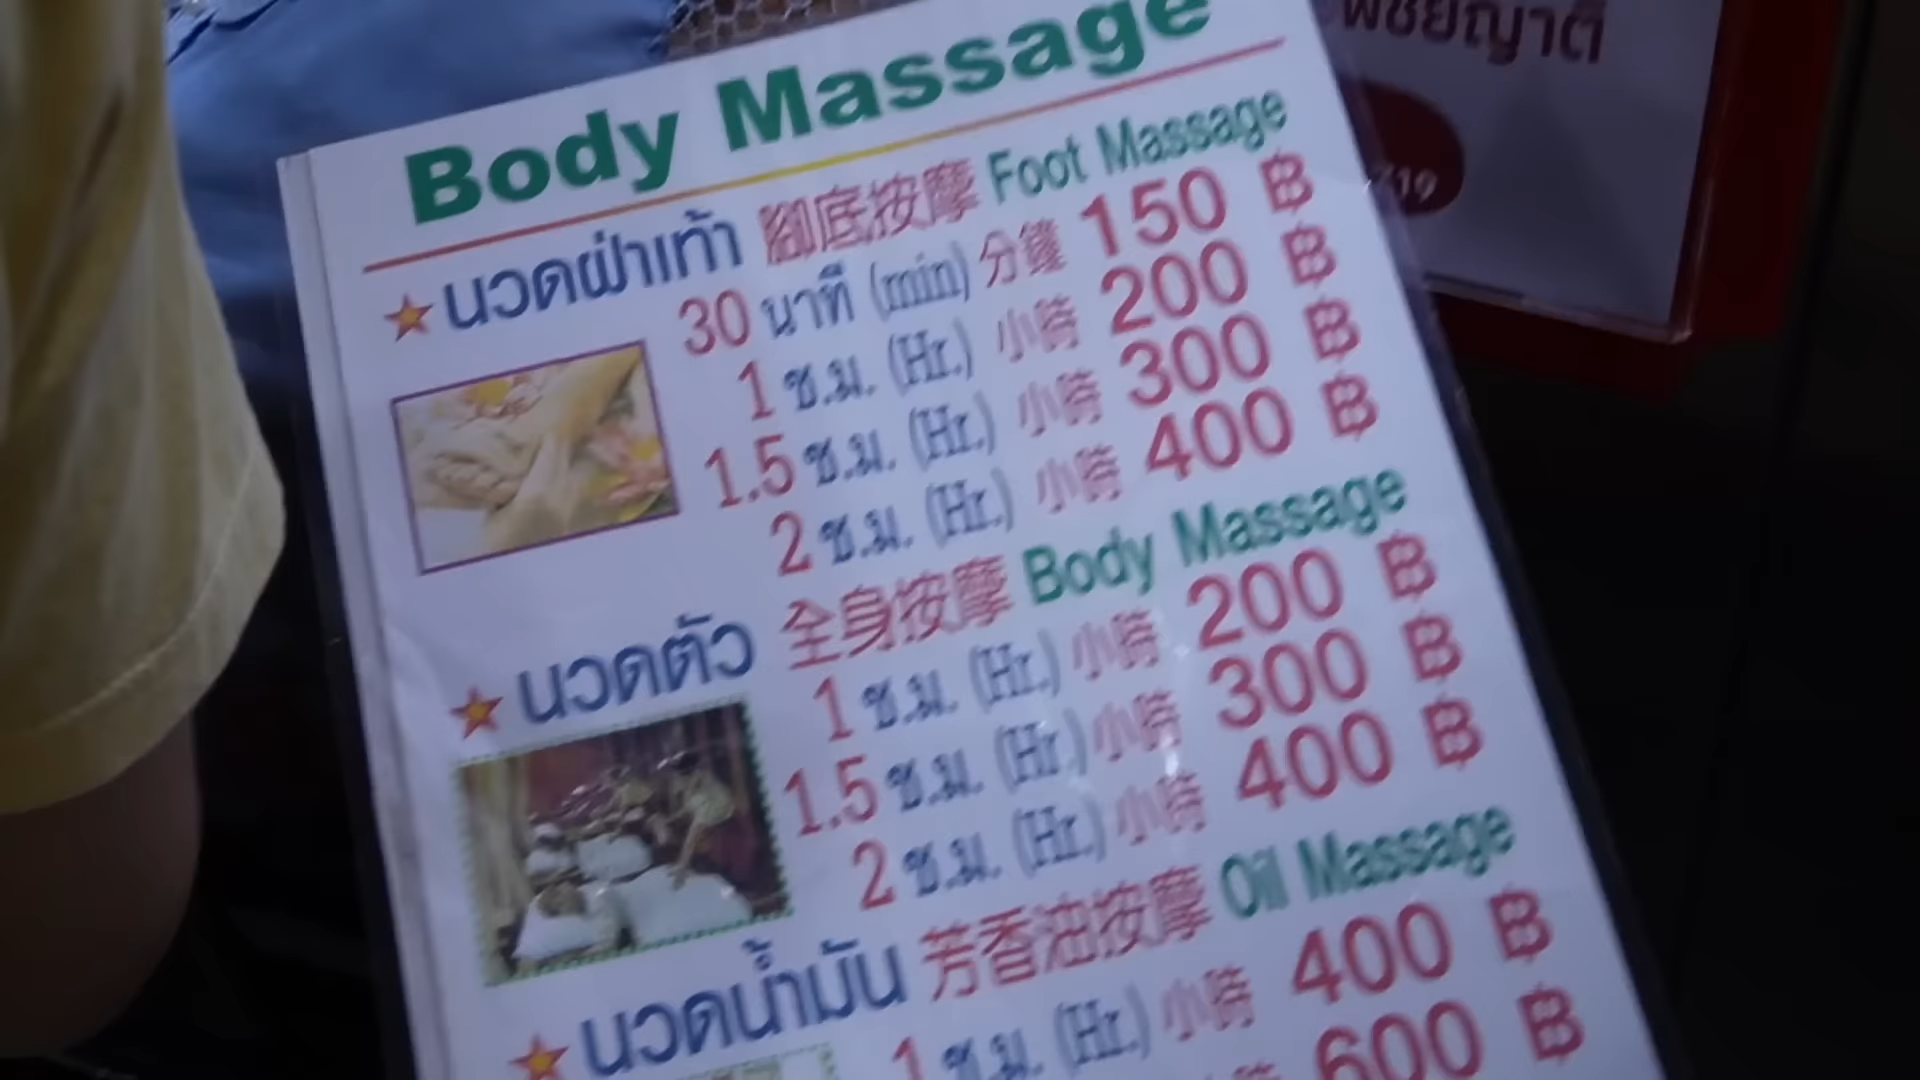 Body Massage
นวดฝ่าเท้า 腳底按摩 Foot Massage
30 นาที (min) 分鐘 150 ฿
1 ช.ม. (Hr.) 小時 200 ฿
1.5 ช.ม. (Hr.) 小時 300 ฿
2 ช.ม. (Hr.) 小時 400 ฿
นวดตัว 全身按摩 Body Massage
1 ช.ม. (Hr.) 小時 200 ฿
1.5 ช.ม. (Hr.) 小時 300 ฿
2 ช.ม. (Hr.) 小時 400 ฿
นวดน้ำมัน 芳香油按摩 Oil Massage
1 ช.ม. (Hr.) 小時 400 ฿
600 ฿